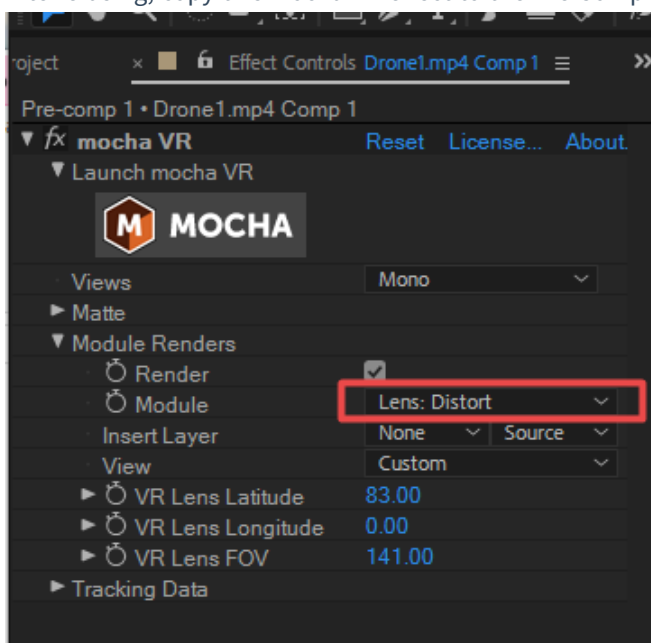 roject × Effect Controls Drone1.mp4 Comp 1 ≡ »
Pre-comp 1 • Drone1.mp4 Comp 1
fx mocha VR Reset License... About.
Launch mocha VR
M MOCHA
Views Mono
Matte
Module Renders
Render
Module Lens: Distort
Insert Layer None Source
View Custom
VR Lens Latitude 83.00
VR Lens Longitude 0.00
VR Lens FOV 141.00
Tracking Data